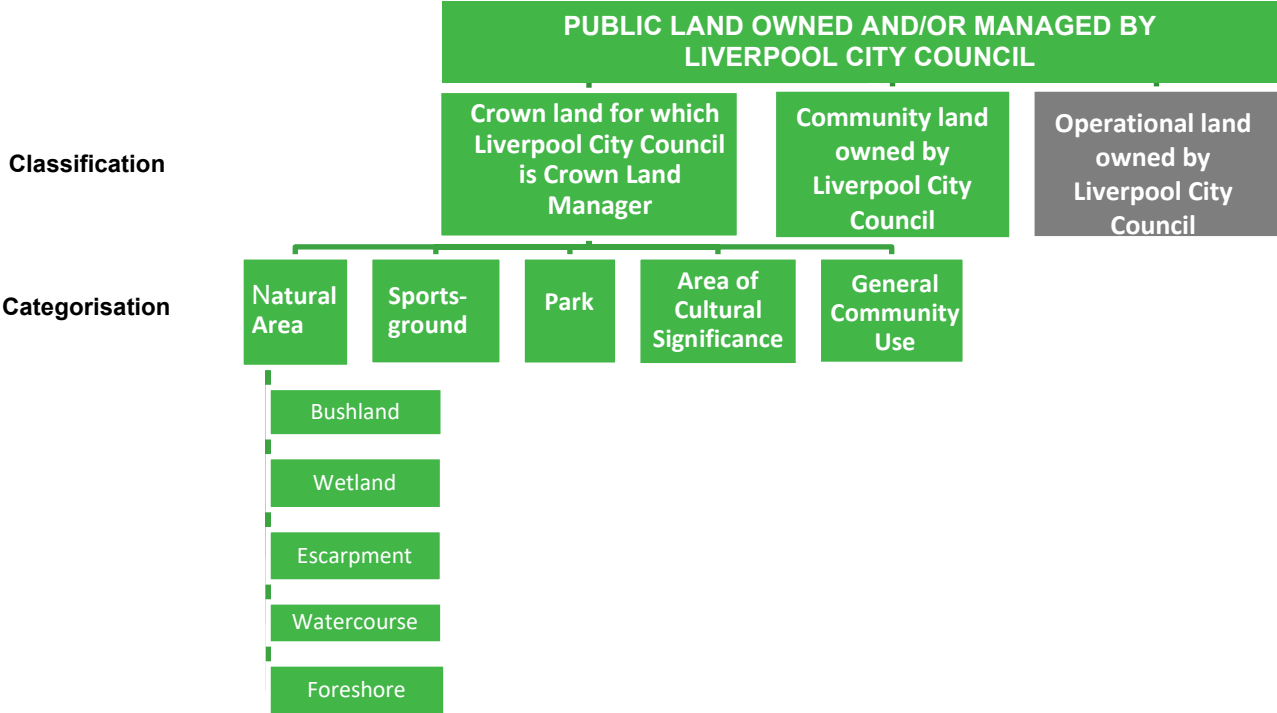 PUBLIC LAND OWNED AND/OR MANAGED BY
LIVERPOOL CITY COUNCIL
Classification
Crown land for which
Liverpool City Council
is Crown Land
Manager
Community land
owned by
Liverpool City
Council
Operational land
owned by
Liverpool City
Council
Categorisation
Natural
Area
Sports-
ground
Park
Area of
Cultural
Significance
General
Community
Use
Bushland
Wetland
Escarpment
Watercourse
Foreshore